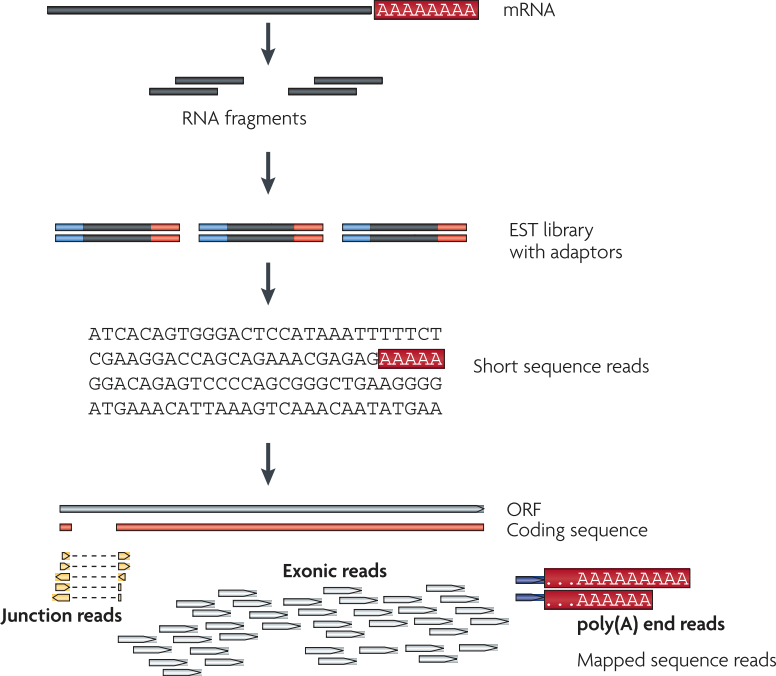 AAAAAAAA mRNA
RNA fragments
EST library
with adaptors
ATCACAGTGGGACTCCATAAATTTTTCT
CGAAGGACCAGCAGAAACGAGAGAAAAA
Short sequence reads
GGACAGAGTCCCCAGCGGGCTGAAGGGG
ATGAAACATTAAAGTCAAACAATATGAA
ORF
Coding sequence
Exonic reads
...AAAAAAAAA
...AAAAAA
Junction reads
poly(A) end reads
Mapped sequence reads